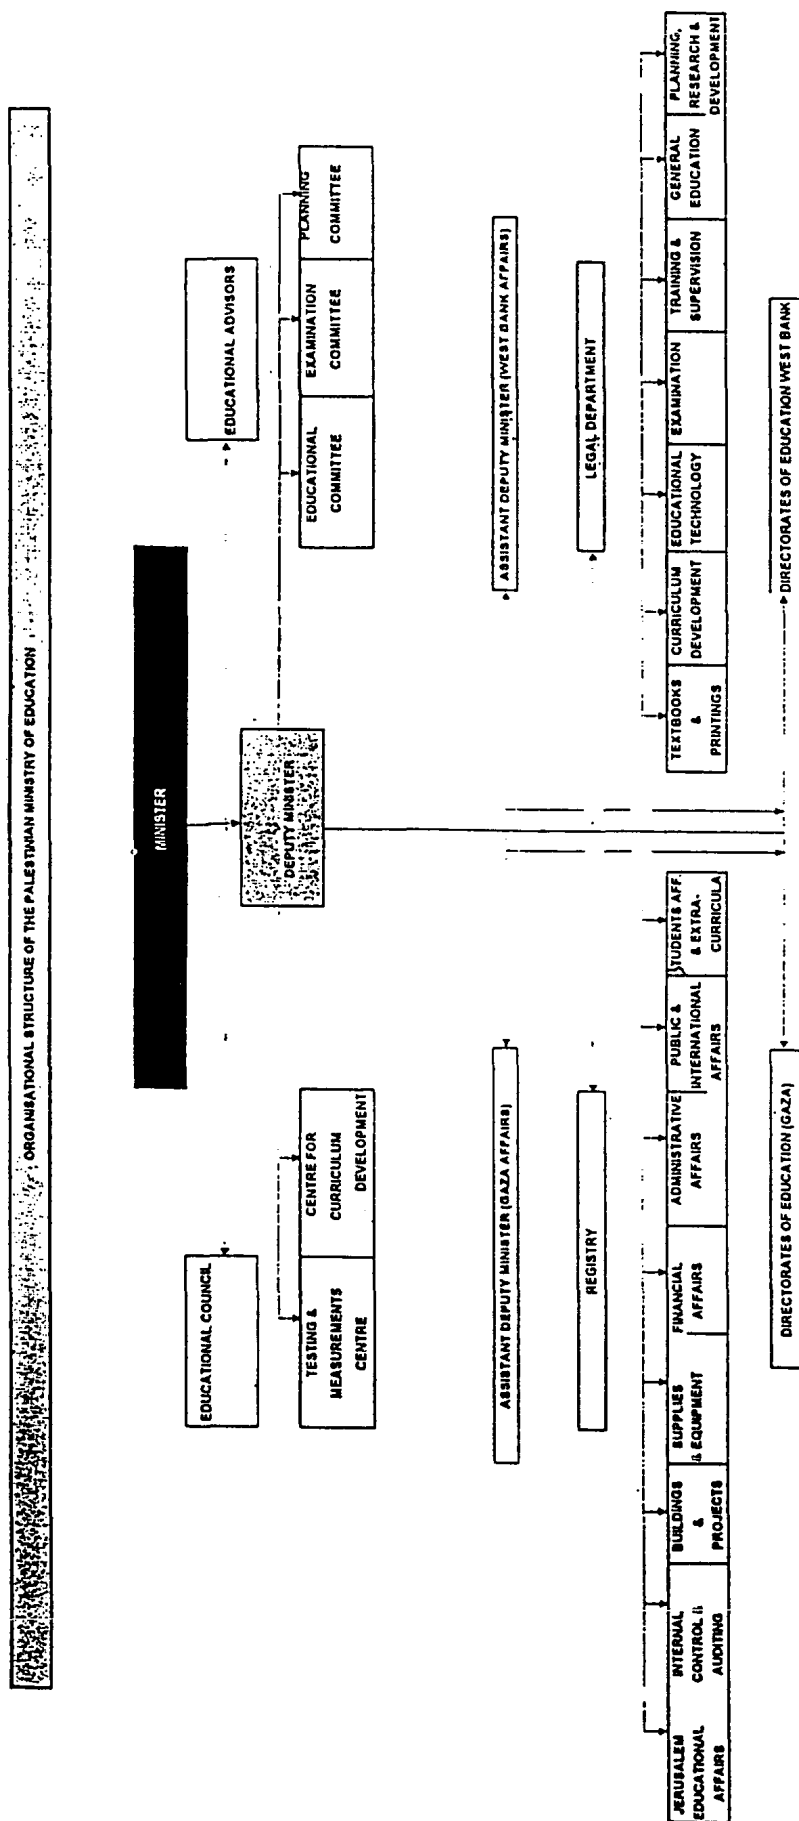 ORGANISATIONAL STRUCTURE OF THE PALESTINIAN MINISTRY OF EDUCATION
MINISTER
EDUCATIONAL COUNCIL
EDUCATIONAL ADVISORS
DEPUTY MINISTER
TESTING &
MEASUREMENTS
CENTRE
CENTRE FOR
CURRICULUM
DEVELOPMENT
EDUCATIONAL
COMMITTEE
EXAMINATION
COMMITTEE
PLANNING
COMMITTEE
ASSISTANT DEPUTY MINISTER (GAZA AFFAIRS)
ASSISTANT DEPUTY MINISTER (WEST BANK AFFAIRS)
REGISTRY
LEGAL DEPARTMENT
JERUSALEM
EDUCATIONAL
AFFAIRS
INTERNAL
CONTROL &
AUDITING
BUILDINGS
&
PROJECTS
SUPPLIES
& EQUIPMENT
FINANCIAL
AFFAIRS
ADMINISTRATIVE
AFFAIRS
PUBLIC &
INTERNATIONAL
AFFAIRS
STUDENTS AFF.
& EXTRA-
CURRICULA
TEXTBOOKS
&
PRINTINGS
CURRICULUM
DEVELOPMENT
EDUCATIONAL
TECHNOLOGY
EXAMINATION
TRAINING &
SUPERVISION
GENERAL
EDUCATION
PLANNING,
RESEARCH &
DEVELOPMENT
DIRECTORATES OF EDUCATION (GAZA)
DIRECTORATES OF EDUCATION WEST BANK